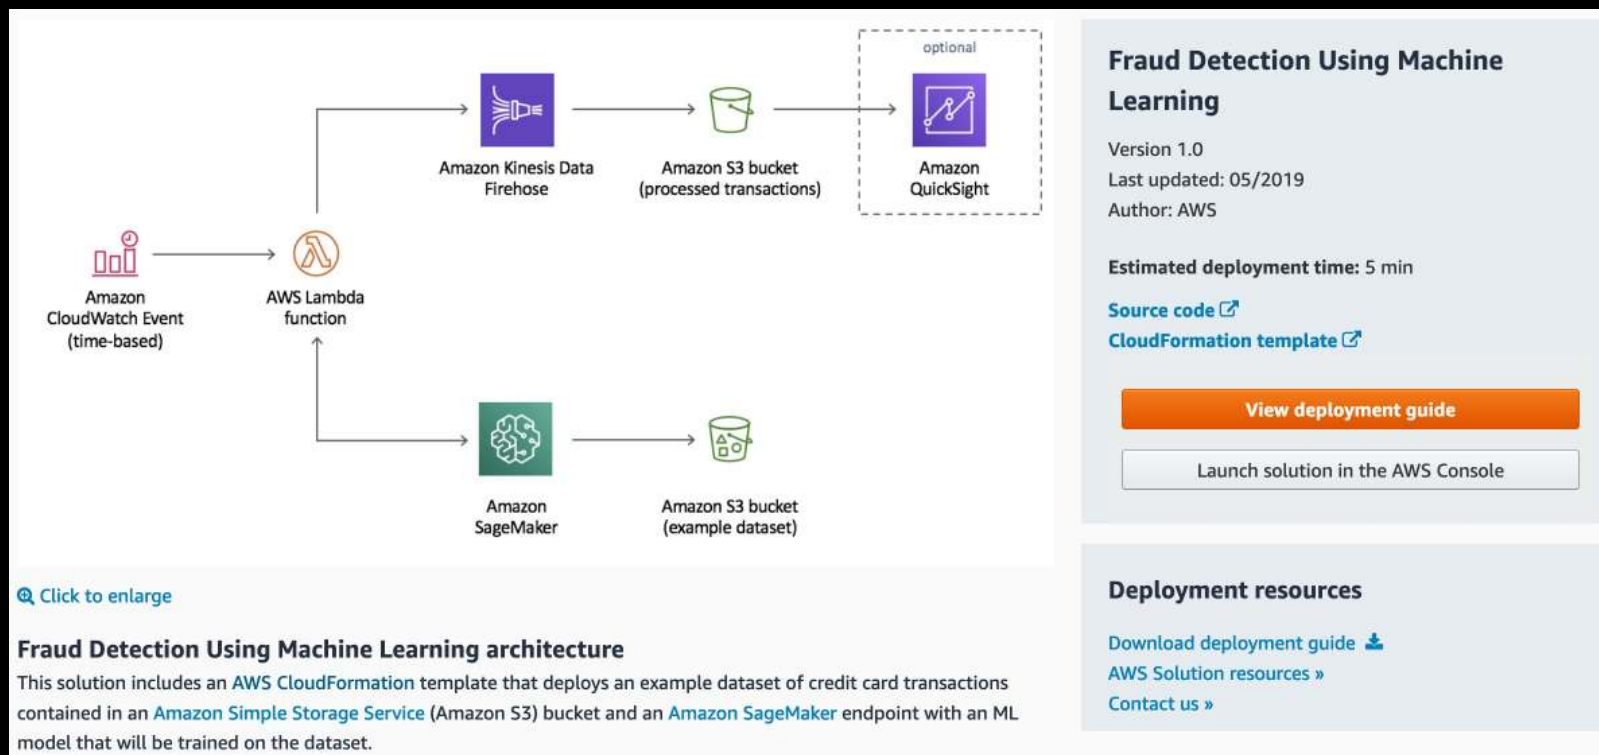 optional
Amazon Kinesis Data
Firehose
Amazon S3 bucket
(processed transactions)
Amazon
QuickSight
Amazon
CloudWatch Event
(time-based)
AWS Lambda
function
Amazon
SageMaker
Amazon S3 bucket
(example dataset)
Click to enlarge
Fraud Detection Using Machine Learning architecture
This solution includes an AWS CloudFormation template that deploys an example dataset of credit card transactions
contained in an Amazon Simple Storage Service (Amazon S3) bucket and an Amazon SageMaker endpoint with an ML
model that will be trained on the dataset.
Fraud Detection Using Machine
Learning
Version 1.0
Last updated: 05/2019
Author: AWS
Estimated deployment time: 5 min
Source code
CloudFormation template
View deployment guide
Launch solution in the AWS Console
Deployment resources
Download deployment guide
AWS Solution resources »
Contact us »